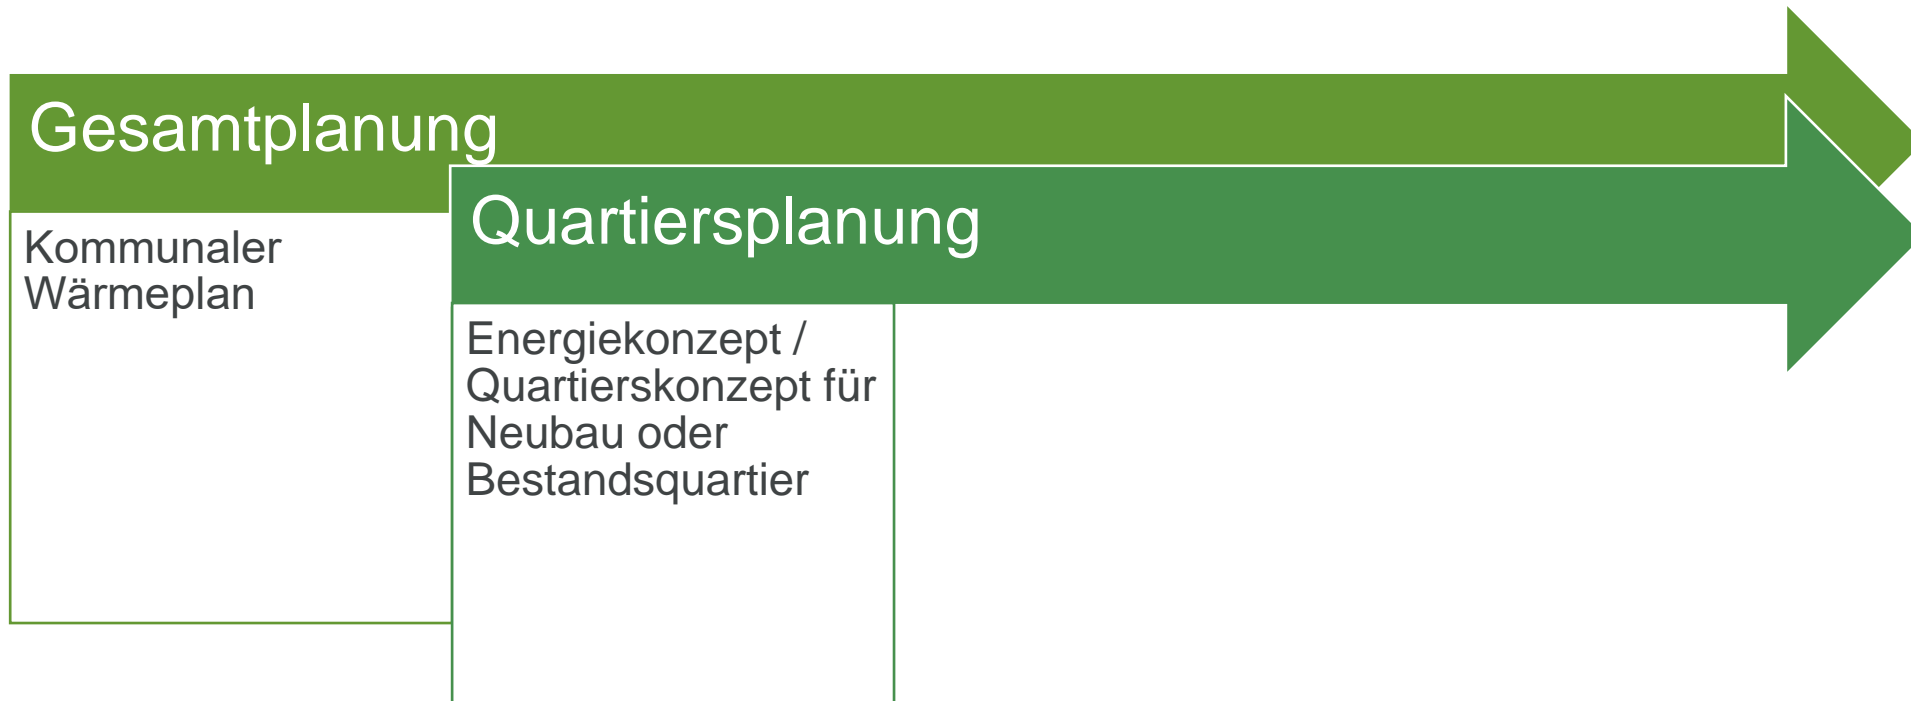 Gesamtplanung
Kommunaler
Wärmeplan
Quartiersplanung
Energiekonzept /
Quartierskonzept für
Neubau oder
Bestandsquartier